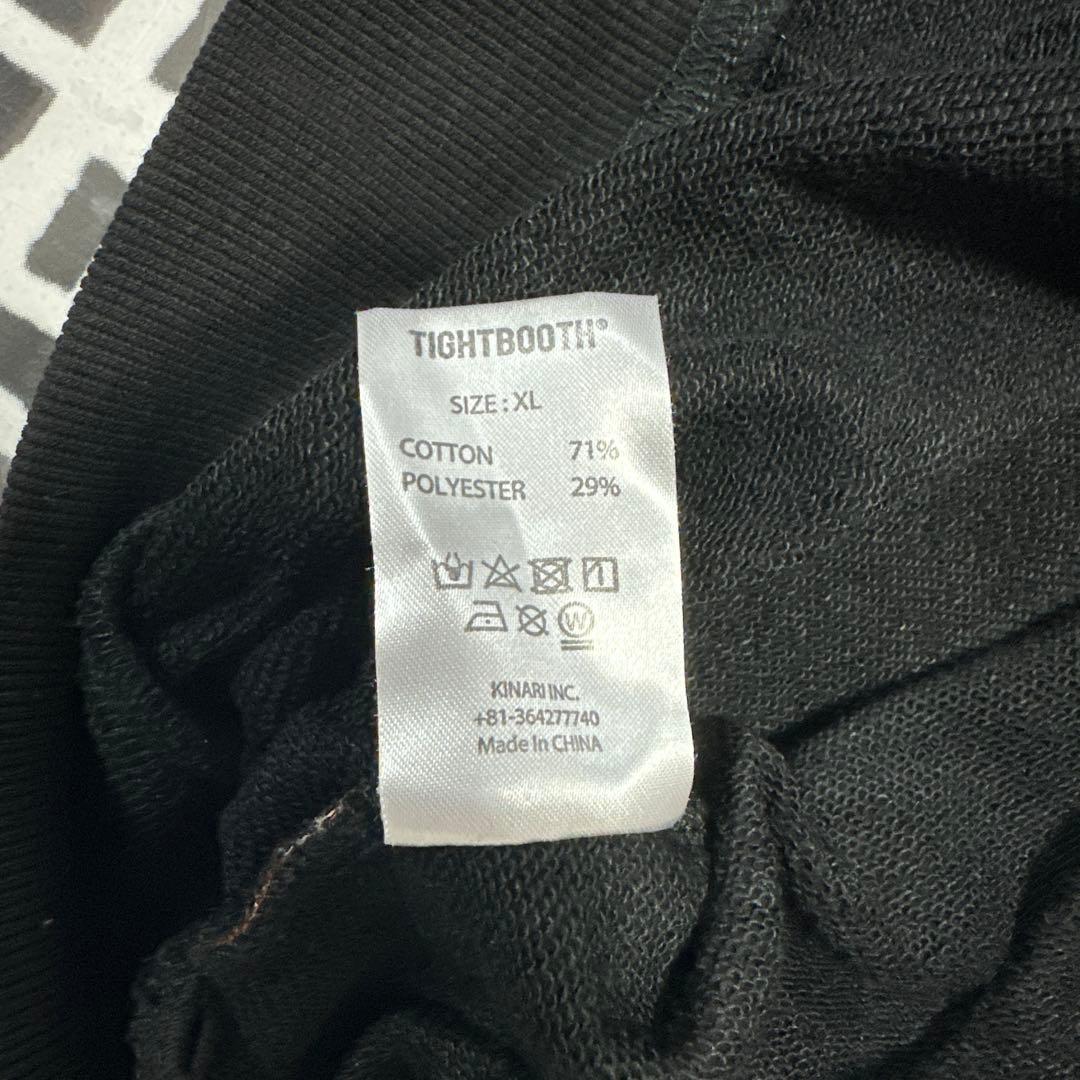 TIGHTBOOTH®
SIZE : XL
COTTON 71%
POLYESTER 29%
W
KINARI INC.
+81-364277740
Made In CHINA